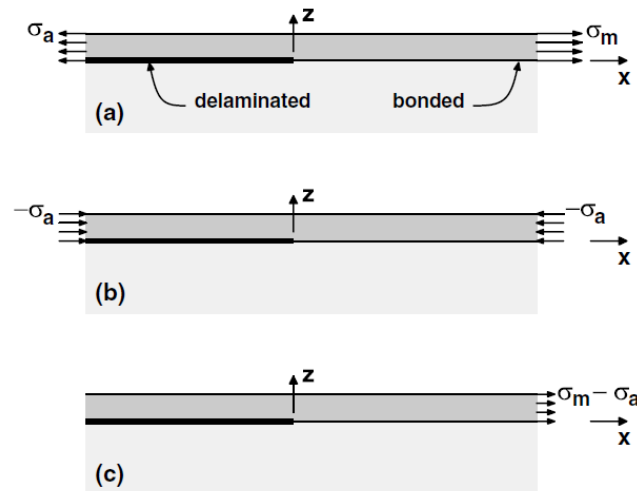 σa z σm
x
delaminated bonded
(a)
z
−σa −σa
x
(b)
z
σm − σa
x
(c)